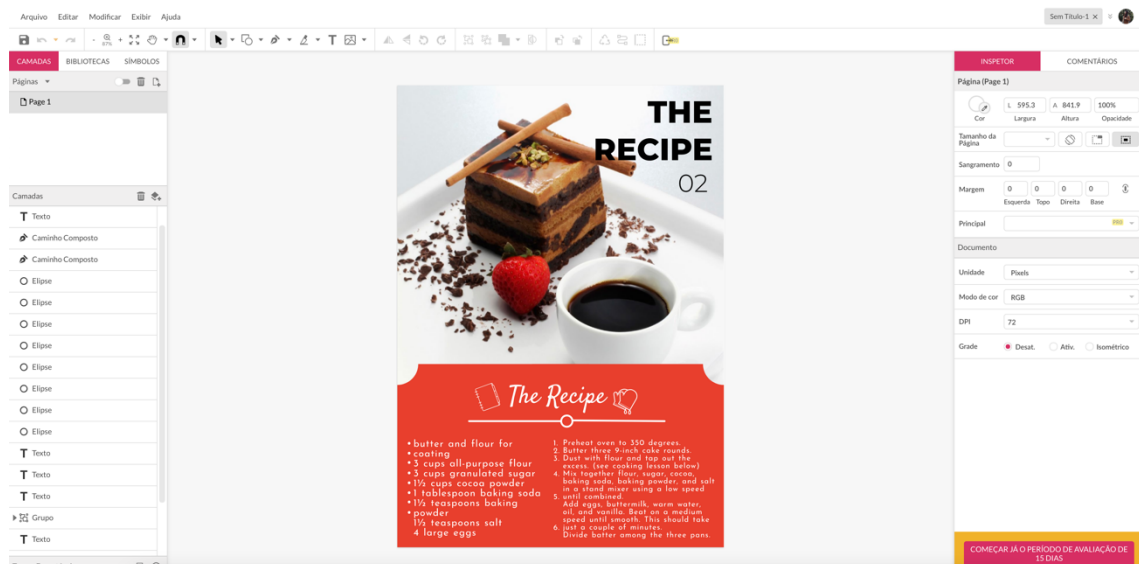 Arquivo Editar Modificar Exibir Ajuda
Sem Título-1 ×
97%
CAMADAS BIBLIOTECAS SÍMBOLOS
INSPETOR COMENTÁRIOS
Páginas
Page 1
Página (Page 1)
L 595.3 A 841.9 100%
Cor Largura Altura Opacidade
Tamanho da
Página
Sangramento 0
Margem 0 0 0 0
Esquerda Topo Direita Base
Principal PRO
Documento
Unidade Pixels
Modo de cor RGB
DPI 72
Grade Desat. Ativ. Isométrico
COMEÇAR JÁ O PERÍODO DE AVALIAÇÃO DE
15 DIAS
Camadas
Texto
Caminho Composto
Caminho Composto
Elipse
Elipse
Elipse
Elipse
Elipse
Elipse
Elipse
Elipse
Texto
Texto
Texto
Grupo
Texto
THE
RECIPE
02
The Recipe
• butter and flour for
• coating
• 3 cups all-purpose flour
• 3 cups granulated sugar
• 1½ cups cocoa powder
• 1 tablespoon baking soda
• 1½ teaspoons baking
• powder
1½ teaspoons salt
4 large eggs
1. Preheat oven to 350 degrees.
2. Butter three 9-inch cake rounds.
3. Dust with flour and tap out the
excess. (see cooking lesson below)
4. Mix together flour, sugar, cocoa,
baking soda, baking powder, and salt
in a stand mixer using a low speed
5. until combined.
Add eggs, buttermilk, warm water,
oil, and vanilla. Beat on a medium
speed until smooth. This should take
6. just a couple of minutes.
Divide batter among the three pans.